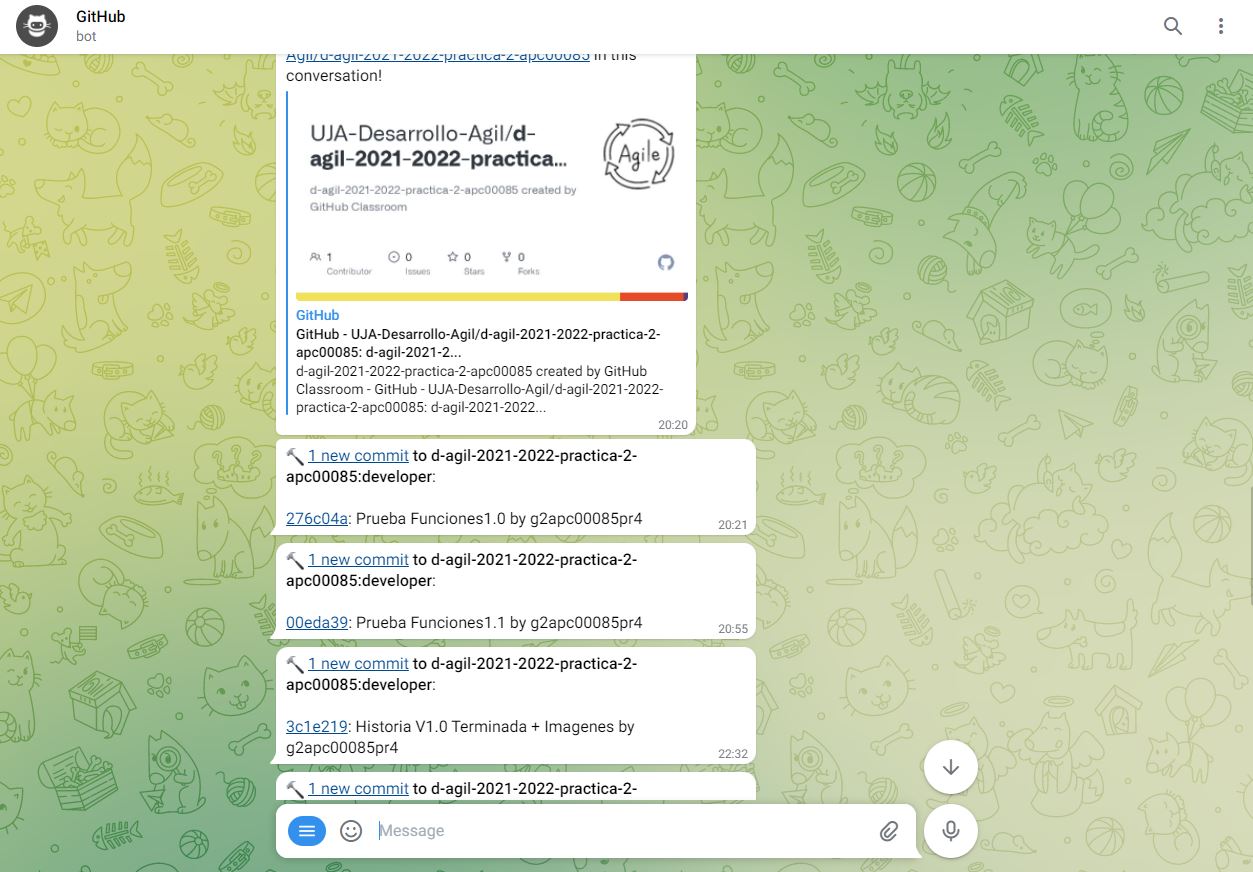 GitHub
bot
Agil/d-agil-2021-2022-practica-2-apc00085 in this
conversation!
UJA-Desarrollo-Agil/d-
agil-2021-2022-practica...
Agile
d-agil-2021-2022-practica-2-apc00085 created by
GitHub Classroom
1
Contributor
0
Issues
0
Stars
0
Forks
GitHub
GitHub - UJA-Desarrollo-Agil/d-agil-2021-2022-practica-2-
apc00085: d-agil-2021-2...
d-agil-2021-2022-practica-2-apc00085 created by GitHub
Classroom - GitHub - UJA-Desarrollo-Agil/d-agil-2021-2022-
practica-2-apc00085: d-agil-2021-2022...
20:20
1 new commit to d-agil-2021-2022-practica-2-
apc00085:developer:
276c04a: Prueba Funciones1.0 by g2apc00085pr4
20:21
1 new commit to d-agil-2021-2022-practica-2-
apc00085:developer:
00eda39: Prueba Funciones1.1 by g2apc00085pr4
20:55
1 new commit to d-agil-2021-2022-practica-2-
apc00085:developer:
3c1e219: Historia V1.0 Terminada + Imagenes by
g2apc00085pr4
22:32
1 new commit to d-agil-2021-2022-practica-2-
Message